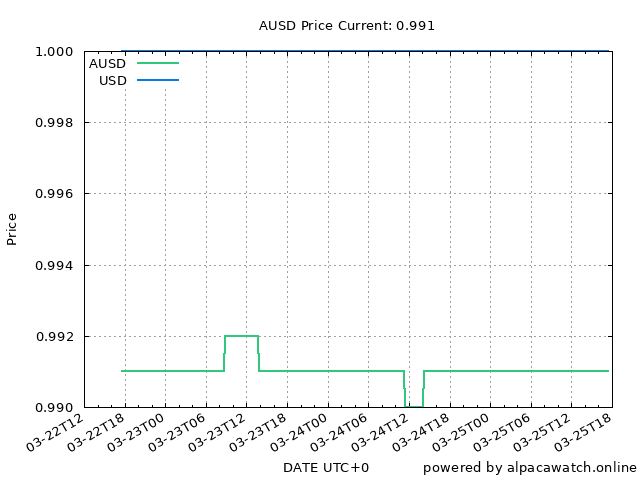 AUSD Price Current: 0.991
1.000
AUSD
USD
0.998
0.996
Price
0.994
0.992
0.990
03-22T12
03-22T18
03-23T00
03-23T06
03-23T12
03-23T18
03-24T00
03-24T06
03-24T12
03-24T18
03-25T00
03-25T06
03-25T12
03-25T18
DATE UTC+0
powered by alpacawatch.online